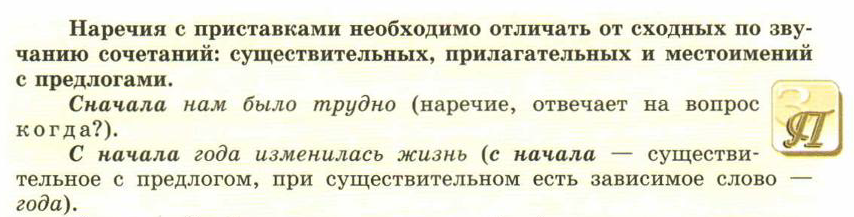 Наречия с приставками необходимо отличать от сходных по зву-
чанию сочетаний: существительных, прилагательных и местоимений
с предлогами.
Сначала нам было трудно (наречие, отвечает на вопрос
когда?).
С начала года изменилась жизнь (с начала — существи-
тельное с предлогом, при существительном есть зависимое слово —
года).
З
П